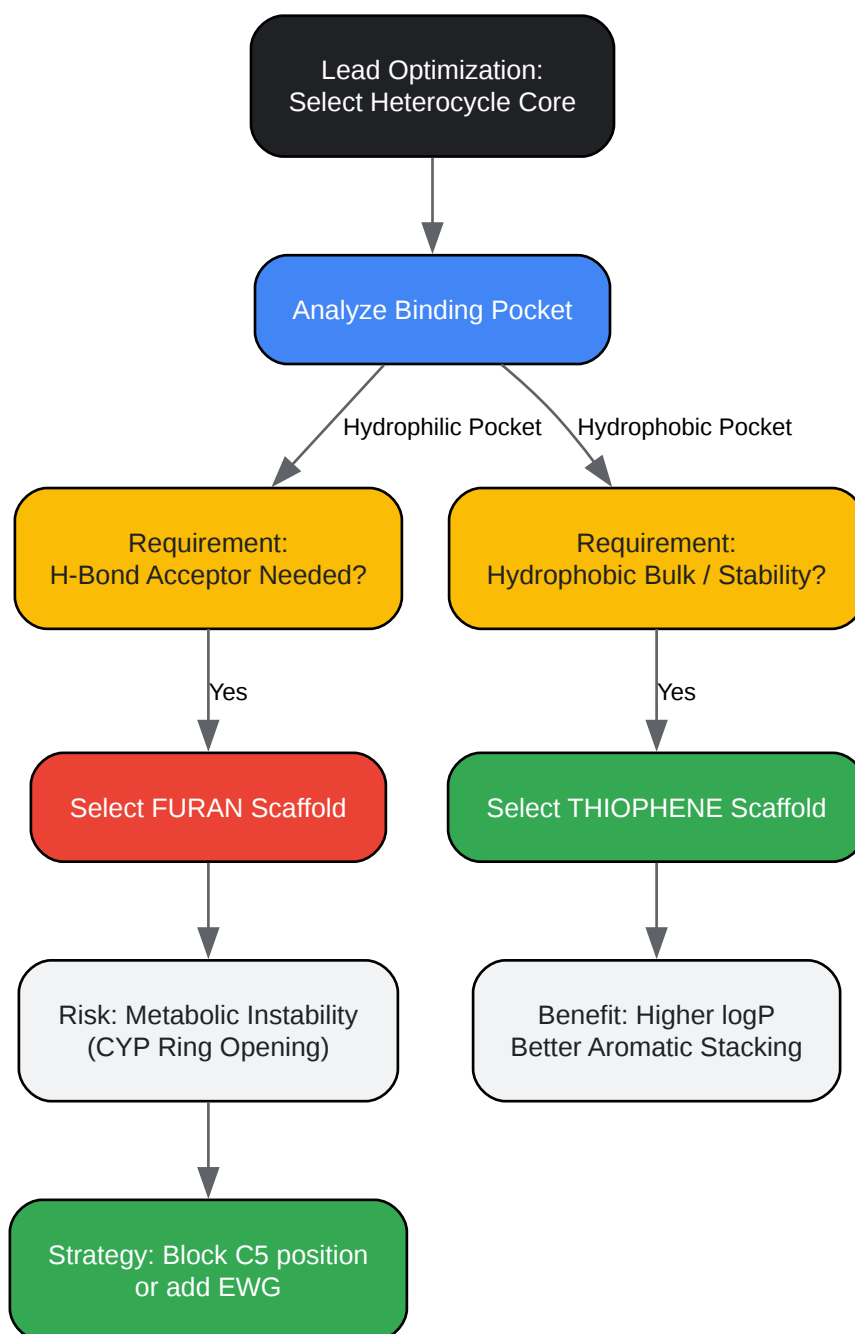 Lead Optimization:
Select Heterocycle Core
Analyze Binding Pocket
Hydrophilic Pocket
Hydrophobic Pocket
Requirement:
H-Bond Acceptor Needed?
Requirement:
Hydrophobic Bulk / Stability?
Yes
Yes
Select FURAN Scaffold
Select THIOPHENE Scaffold
Risk: Metabolic Instability
(CYP Ring Opening)
Benefit: Higher logP
Better Aromatic Stacking
Strategy: Block C5 position
or add EWG